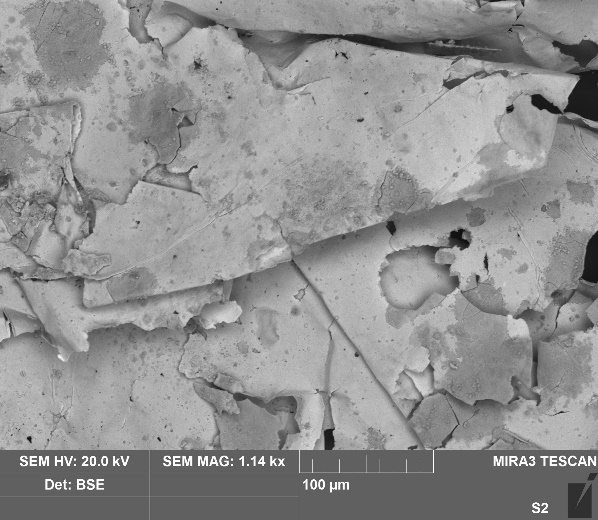 SEM HV: 20.0 kV
SEM MAG: 1.14 kx
MIRA3 TESCAN
Det: BSE
100 µm
S2